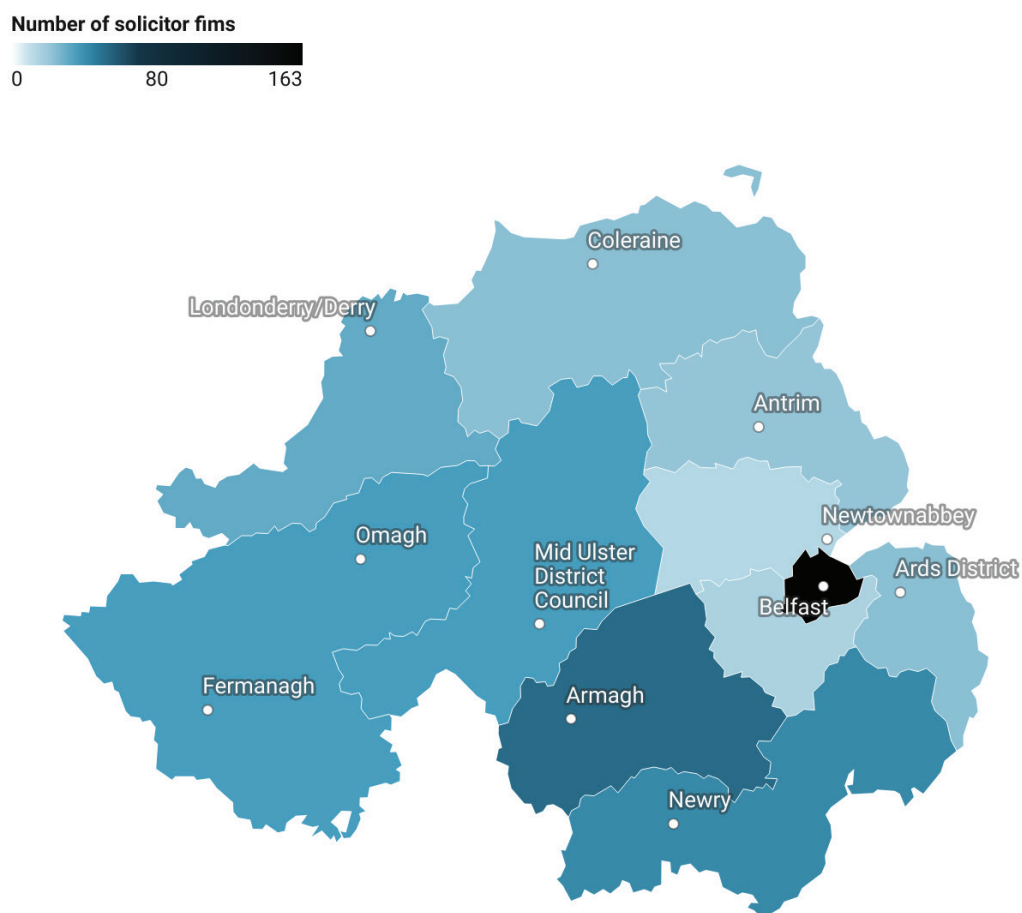 Number of solicitor fims
0 80 163
Coleraine
Londonderry/Derry
Antrim
Newtownabbey
Omagh
Mid Ulster
District
Council
Ards District
Belfast
Fermanagh
Armagh
Newry